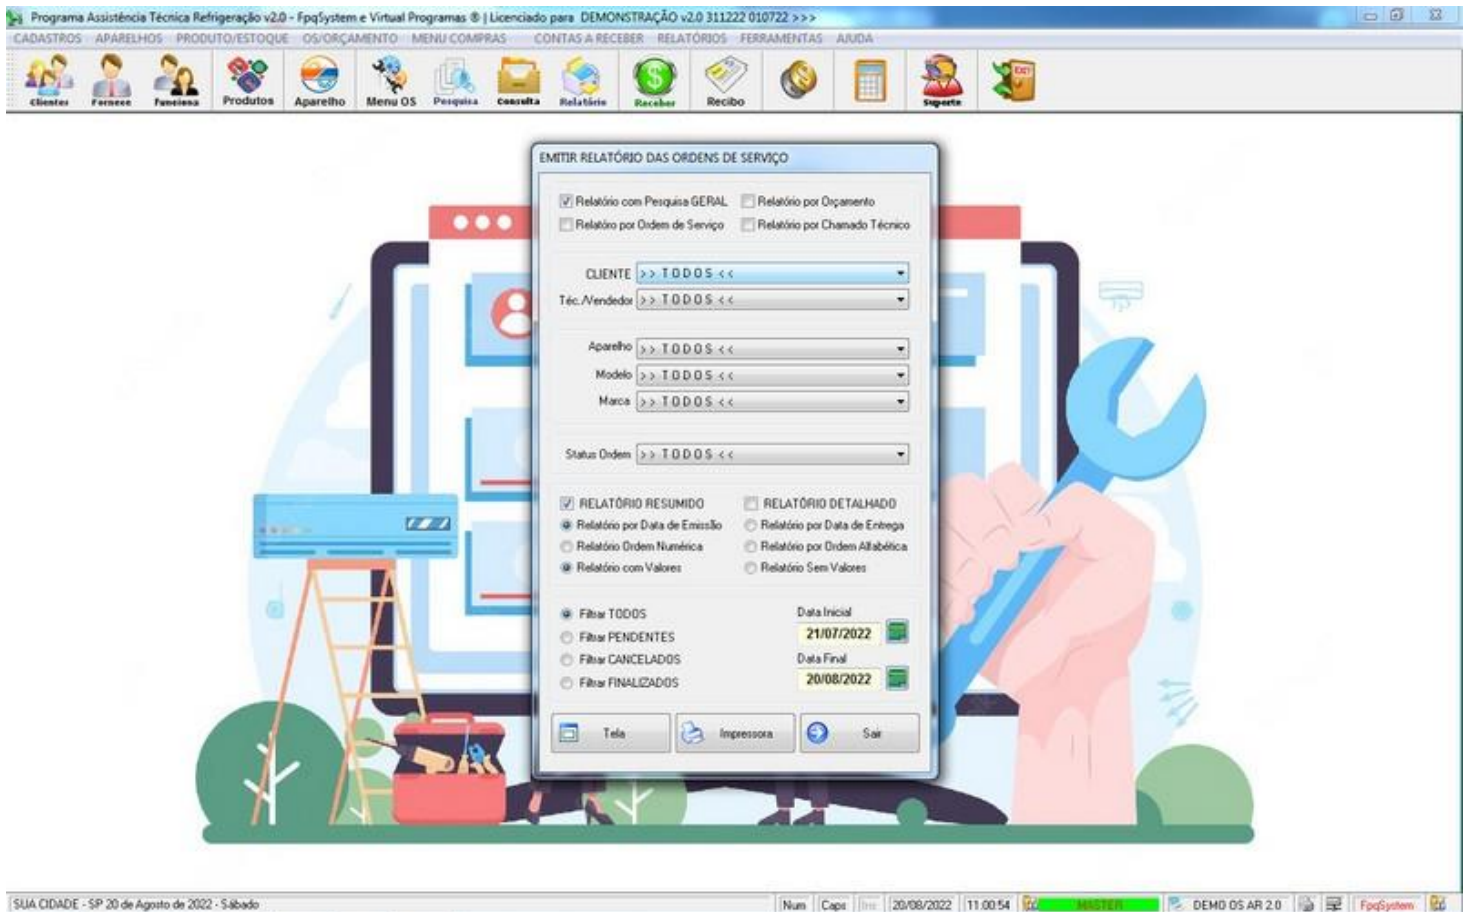 Programa Assistência Técnica Refrigeração v2.0 - FpqSystem e Virtual Programas ® | Licenciado para DEMONSTRAÇÃO v2.0 311222 010722 >>>
CADASTROS APARELHOS PRODUTO/ESTOQUE OS/ORÇAMENTO MENU COMPRAS CONTAS A RECEBER RELATÓRIOS FERRAMENTAS AJUDA
Clientes Fornece Funciona Produtos Aparelho Menu OS Pesquisa Consulta Relatório Receber Recibo Suporte EXIT
EMITIR RELATÓRIO DAS ORDENS DE SERVIÇO
Relatório com Pesquisa GERAL Relatório por Orçamento
Relatóro por Ordem de Serviço Relatório por Chamado Técnico
CLIENTE >> T O D O S <<
Téc./Vendedor >> T O D O S <<
Aparelho >> T O D O S <<
Modelo >> T O D O S <<
Marca >> T O D O S <<
Status Ordem >> T O D O S <<
RELATÓRIO RESUMIDO RELATÓRIO DETALHADO
Relatório por Data de Emissão Relatório por Data de Entrega
Relatório Ordem Numérica Relatório por Ordem Alfabética
Relatório com Valores Relatório Sem Valores
Filtrar TODOS Data Inicial
Filtrar PENDENTES 21/07/2022
Filtrar CANCELADOS Data Final
Filtrar FINALIZADOS 20/08/2022
Tela Impressora Sair
SUA CIDADE - SP 20 de Agosto de 2022 - Sábado Num Caps Ins 20/08/2022 11:00:54 MASTER DEMO OS AR 2.0 FpqSystem